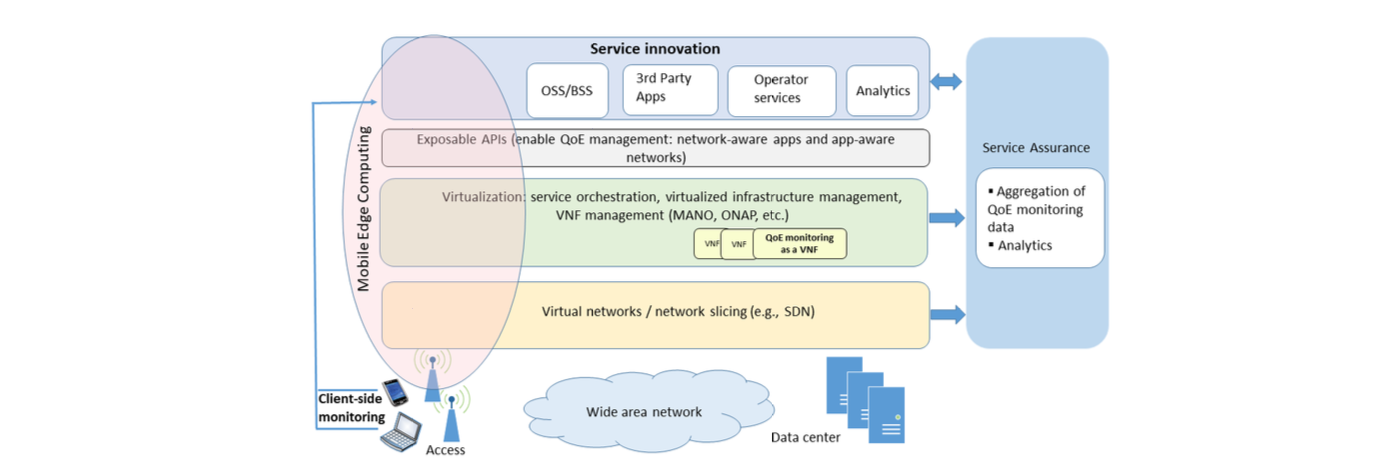 Service innovation
OSS/BSS
3rd Party
Apps
Operator
services
Analytics
Exposable APIs (enable QoE management: network-aware apps and app-aware
networks)
Virtualization: service orchestration, virtualized infrastructure management,
VNF management (MANO, ONAP, etc.)
VNF
VNF
QoE monitoring
as a VNF
Virtual networks / network slicing (e.g., SDN)
Mobile Edge Computing
Service Assurance
▪ Aggregation of
QoE monitoring
data
▪ Analytics
Client-side
monitoring
Access
Wide area network
Data center